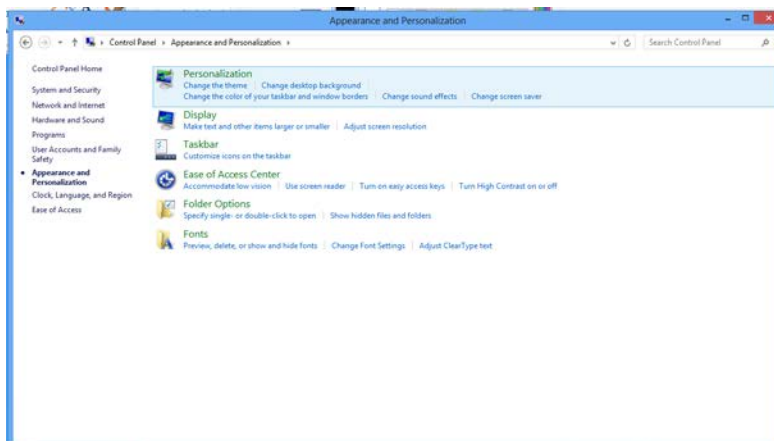 Appearance and Personalization
Control Panel Appearance and Personalization
Search Control Panel
Control Panel Home
System and Security
Network and Internet
Hardware and Sound
Programs
User Accounts and Family
Safety
Appearance and
Personalization
Clock, Language, and Region
Ease of Access
Personalization
Change the theme Change desktop background
Change the color of your taskbar and window borders Change sound effects Change screen saver
Display
Make text and other items larger or smaller Adjust screen resolution
Taskbar
Customize icons on the taskbar
Ease of Access Center
Accommodate low vision Use screen reader Turn on easy access keys Turn High Contrast on or off
Folder Options
Specify single- or double-click to open Show hidden files and folders
Fonts
Preview, delete, or show and hide fonts Change Font Settings Adjust ClearType text